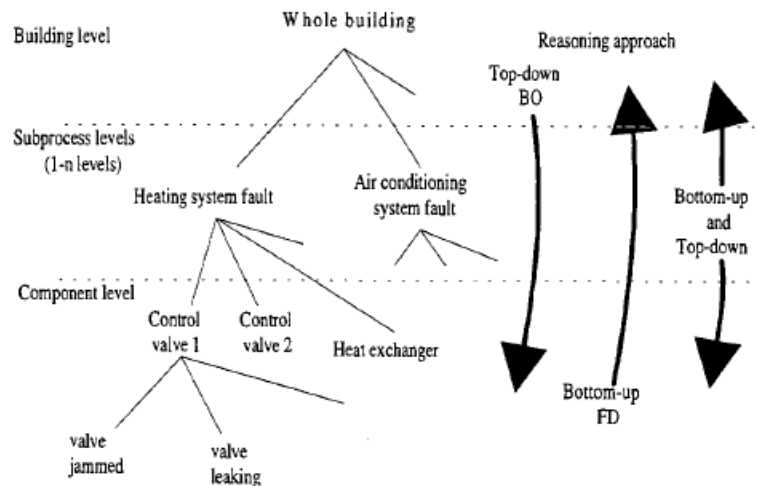 Whole building
Building level
Reasoning approach
Top-down
BO
Subprocess levels
(1-n levels)
Heating system fault
Air conditioning
system fault
Bottom-up
and
Top-down
Component level
Control
valve 1
Control
valve 2
Heat exchanger
Bottom-up
FD
valve
jammed
valve
leaking